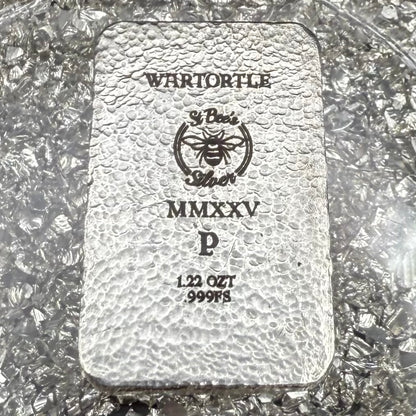 WARTORTLE
St Bee's
Silver
MMXXV
P
1.22 OZT
.999FS